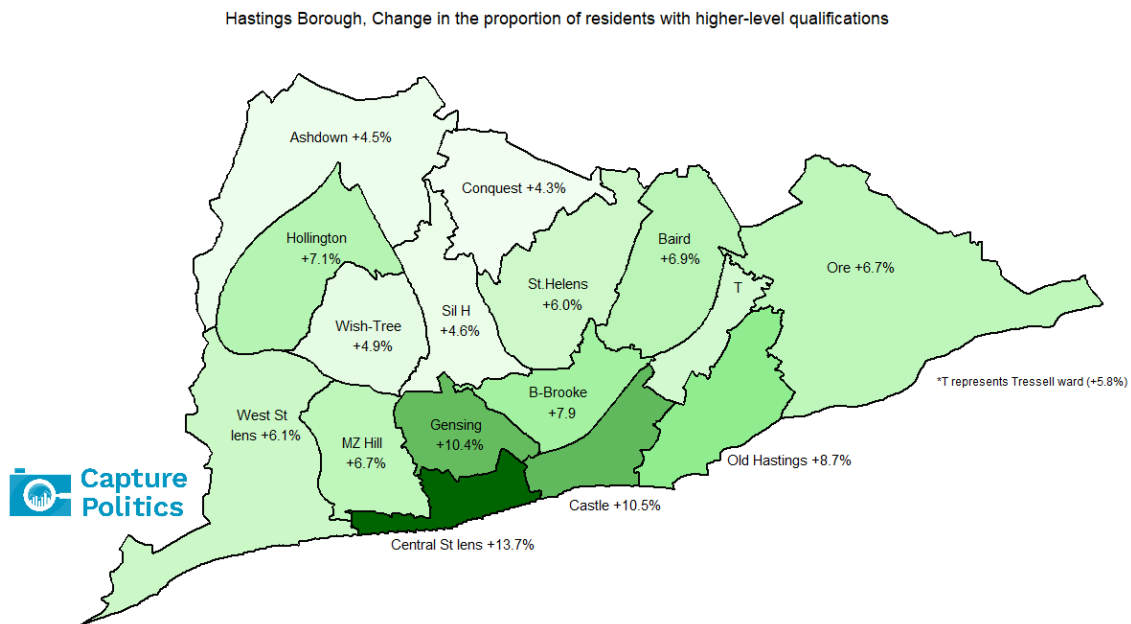 Hastings Borough, Change in the proportion of residents with higher-level qualifications
Ashdown +4.5%
Conquest +4.3%
Hollington
+7.1%
Baird
+6.9%
Ore +6.7%
St.Helens
+6.0%
T
Sil H
+4.6%
Wish-Tree
+4.9%
*T represents Tressell ward (+5.8%)
B-Brooke
+7.9
West St
lens +6.1%
Gensing
+10.4%
MZ Hill
+6.7%
Old Hastings +8.7%
Capture
Politics
Castle +10.5%
Central St lens +13.7%